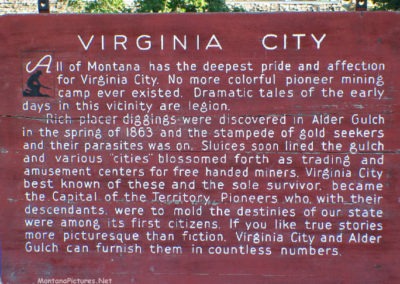 VIRGINIA CITY
All of Montana has the deepest pride and affection
for Virginia City. No more colorful pioneer mining
camp ever existed. Dramatic tales of the early
days in this vicinity are legion.
Rich placer diggings were discovered in Alder Gulch
in the spring of 1863 and the stampede of gold seekers
and their parasites was on. Sluices soon lined the gulch
and various "cities" blossomed forth as trading and
amusement centers for free handed miners. Virginia City
best known of these and the sole survivor, became
the Capital of the Territory. Pioneers who, with their
descendants, were to mold the destinies of our state
were among its first citizens. If you like true stories
more picturesque than fiction, Virginia City and Alder
Gulch can furnish them in countless numbers.
MontanaPictures.Net